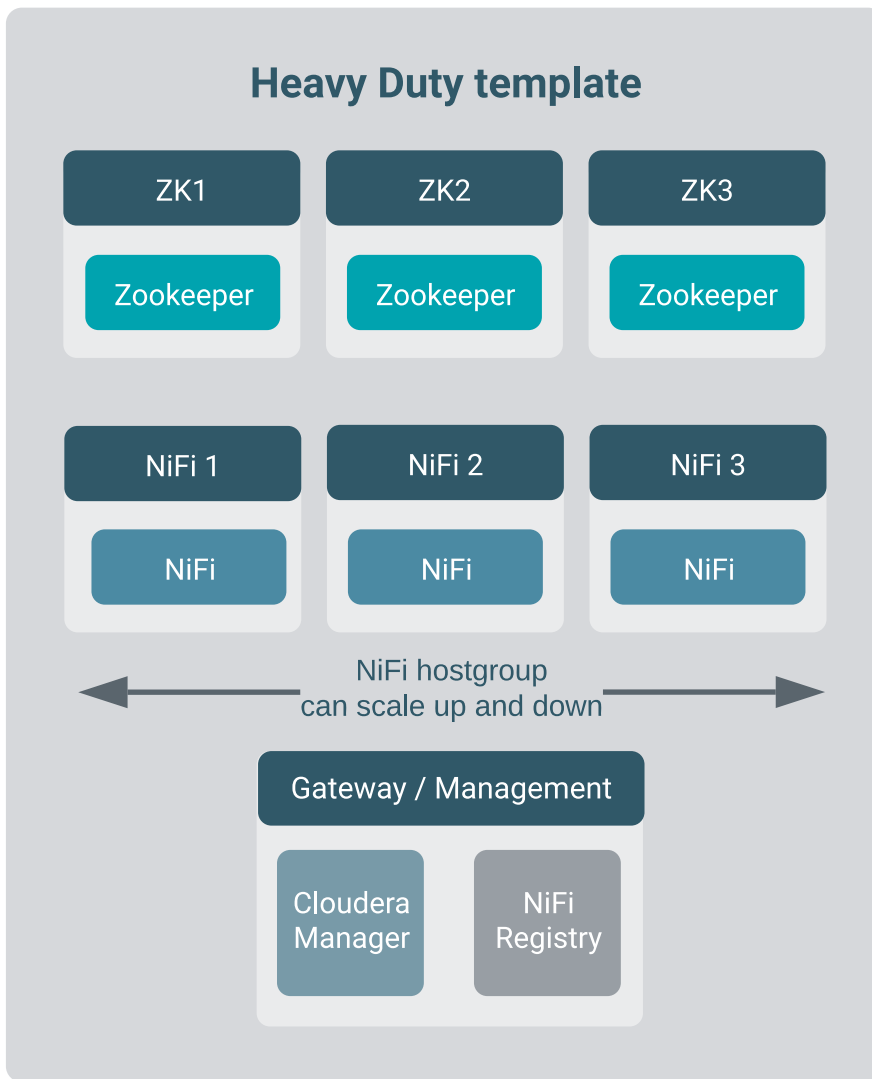 Heavy Duty template
ZK1
ZK2
ZK3
Zookeeper
Zookeeper
Zookeeper
NiFi 1
NiFi 2
NiFi 3
NiFi
NiFi
NiFi
NiFi hostgroup
can scale up and down
Gateway / Management
Cloudera
Manager
NiFi
Registry